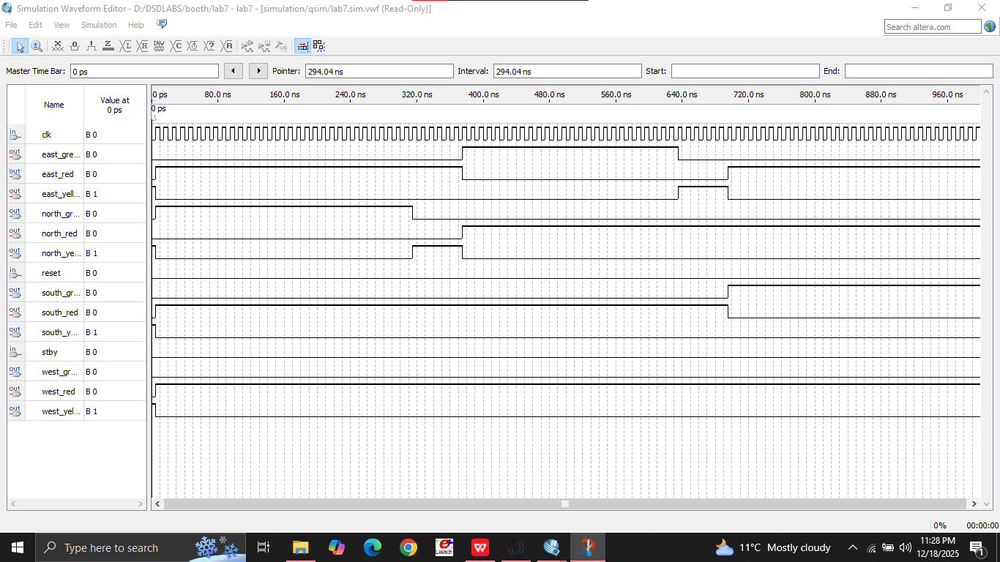 Simulation Waveform Editor - D:/DSDLABS/booth/lab7 - lab7 - [simulation/qsim/lab7.sim.vwf (Read-Only)]
File Edit View Simulation Help
Search altera.com
Master Time Bar: 0 ps Pointer: 294.04 ns Interval: 294.04 ns Start: End:
Name Value at 0 ps
0 ps 80.0 ns 160.0 ns 240.0 ns 320.0 ns 400.0 ns 480.0 ns 560.0 ns 640.0 ns 720.0 ns 800.0 ns 880.0 ns 960.0 ns
0 ps
in clk B 0
out east_gre... B 0
out east_red B 0
out east_yell... B 1
out north_gr... B 0
out north_red B 0
out north_ye... B 1
in reset B 0
out south_gr... B 0
out south_red B 0
out south_y... B 1
in stby B 0
out west_gr... B 0
out west_red B 0
out west_yel... B 1
0% 00:00:00
Type here to search
Launch
11°C Mostly cloudy
11:28 PM
12/18/2025
1